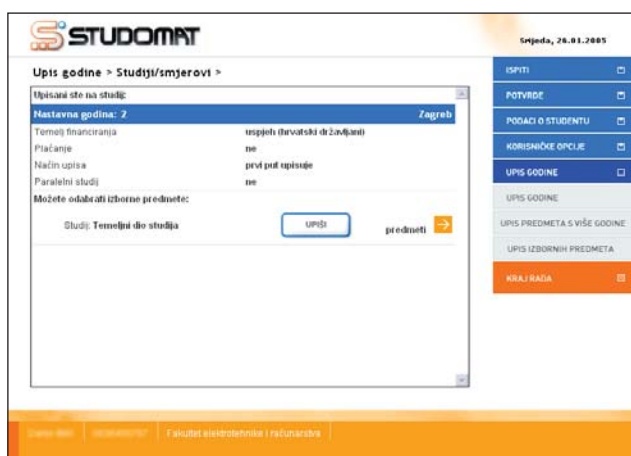 STUDOMAT
Srijeda, 26.01.2005
Upis godine > Studiji/smjerovi >
Upisani ste na studij:
Nastavna godina: 2 Zagreb
Temelj financiranja uspjeh (hrvatski državljani)
Plaćanje ne
Način upisa prvi put upisuje
Paralelni studij ne
Možete odabrati izborne predmete:
Studij: Temeljni dio studija UPIŠI predmeti
ISPITI
POTVRDE
PODACI O STUDENTU
KORISNIČKE OPCIJE
UPIS GODINE
UPIS GODINE
UPIS PREDMETA S VIŠE GODINE
UPIS IZBORNIH PREDMETA
KRAJ RADA
Fakultet elektrotehnike i računarstva